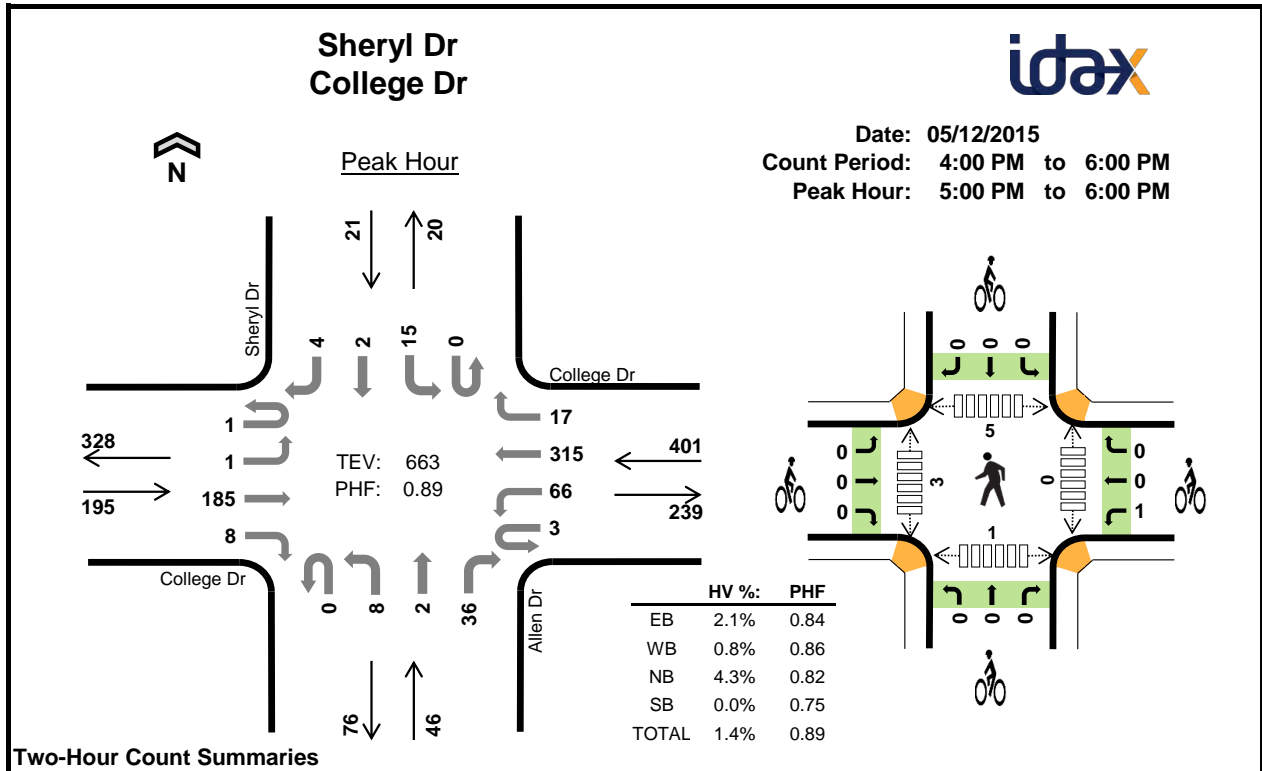 Sheryl Dr
College Dr
idax
Date: 05/12/2015
Count Period: 4:00 PM to 6:00 PM
Peak Hour: 5:00 PM to 6:00 PM
N
Peak Hour
21
20
Sheryl Dr
4
2
15
0
College Dr
1
1
185
8
328
195
TEV: 663
PHF: 0.89
17
315
66
3
401
239
College Dr
0
8
2
36
Allen Dr
76
46
0
0
0
5
0
0
0
3
0
0
0
1
1
0
0
0
HV %: PHF
EB 2.1% 0.84
WB 0.8% 0.86
NB 4.3% 0.82
SB 0.0% 0.75
TOTAL 1.4% 0.89
Two-Hour Count Summaries